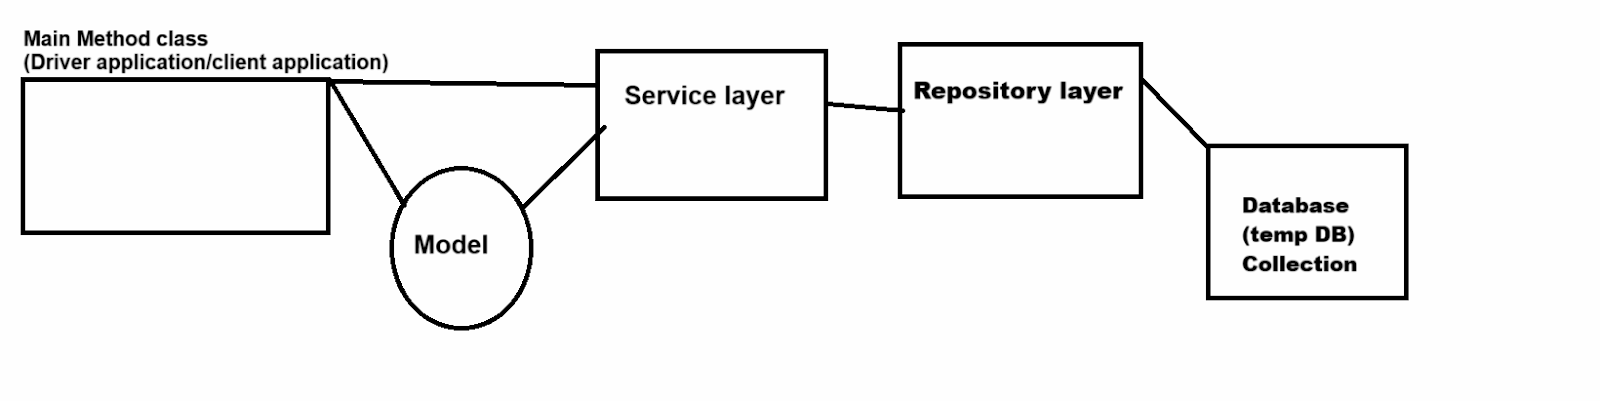 Main Method class
(Driver application/client application)
Service layer
Repository layer
Model
Database
(temp DB)
Collection